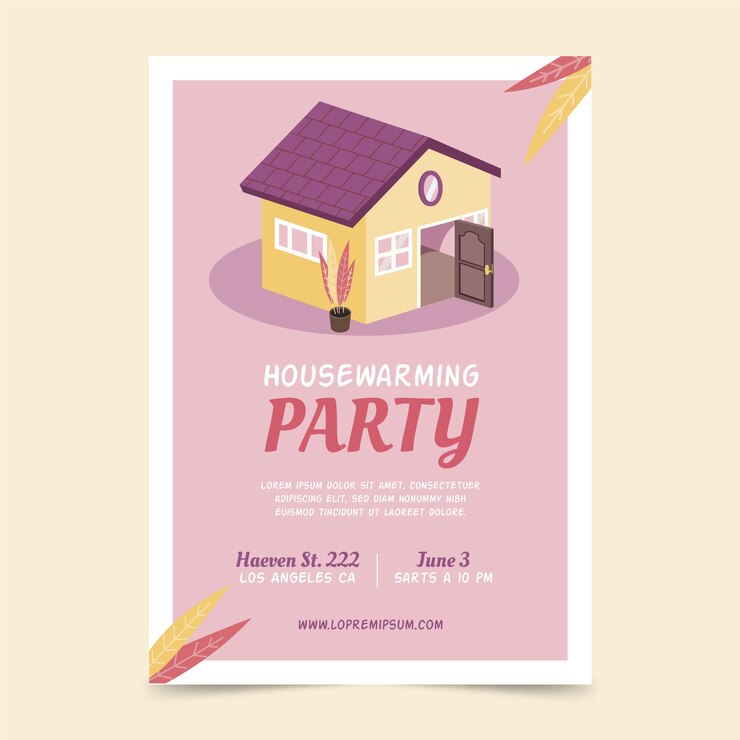 HOUSEWARMING
PARTY
LOREM IPSUM DOLOR SIT AMET, CONSECTETUER
ADIPISCING ELIT, SED DIAM NONUMMY NIBH
EUISMOD TINCIDUNT UT LAOREET DOLORE.
Haeven St. 222
LOS ANGELES CA
June 3
SARTS A 10 PM
WWW.LOPREMIPSUM.COM